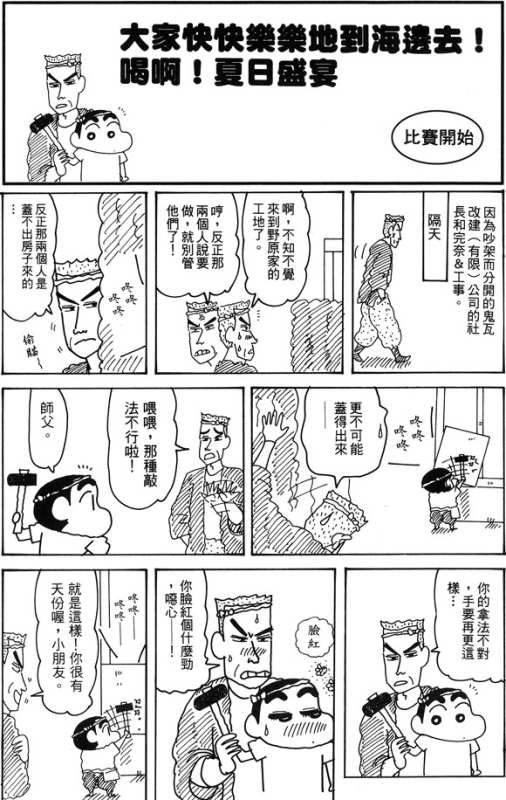 大家快快樂樂地到海邊去！
喝啊！夏日盛宴
比賽開始
因為吵架而分開的鬼瓦
改建（有限）公司的社
長和完奈&工事。
隔天
啊，不知不覺
來到野原家的
工地了。
哼，反正那
兩個人說要
做，就別管
他們了！
反正那兩個人是
蓋不出房子來的
…
咚咚。
偷瞄～
咚咚
咚咚
更不可能
蓋得出來
喂喂，那種敲
法不行啦！
師父。
你的拿法不對
，手要再更這
樣…
臉紅
你臉紅個什麼勁
，噁心──！
咚咚──
咚咚──
就是這樣！你很有
天份喔，小朋友。